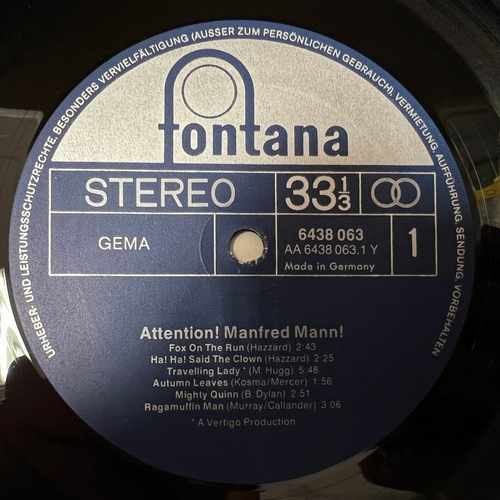 URHEBER- UND LEISTUNGSSCHUTZRECHTE, BESONDERS VERVIELFÄLTIGUNG (AUSSER ZUM PERSÖNLICHEN GEBRAUCH), VERMIETUNG, AUFFÜHRUNG, SENDUNG, VORBEHALTEN
fontana
STEREO 33 1/3
GEMA
6438 063
AA 6438 063.1 Y
Made in Germany
1
Attention! Manfred Mann!
Fox On The Run (Hazzard) 2:43
Ha! Ha! Said The Clown (Hazzard) 2:25
Travelling Lady * (M. Hugg) 5:48
Autumn Leaves (Kosma/Mercer) 1:56
Mighty Quinn (B. Dylan) 2:51
Ragamuffin Man (Murray/Callander) 3:06
* A Vertigo Production